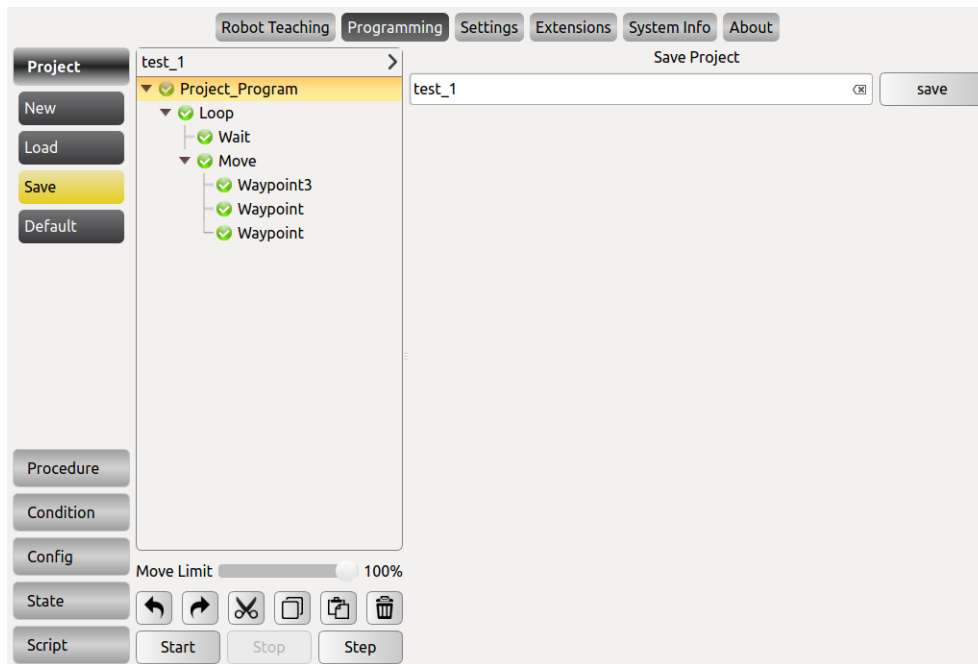 Robot Teaching Programming Settings Extensions System Info About
Project
New
Load
Save
Default
Procedure
Condition
Config
State
Script
test_1
Project_Program
Loop
Wait
Move
Waypoint3
Waypoint
Waypoint
Move Limit 100%
Start Stop Step
Save Project
test_1 save